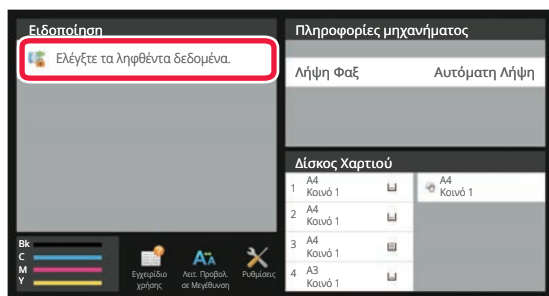 Ειδοποίηση
Ελέγξτε τα ληφθέντα δεδομένα.
Πληροφορίες μηχανήματος
Λήψη Φαξ Αυτόματη Λήψη
Δίσκος Χαρτιού
1 A4
Κοινό 1
A4
Κοινό 1
2 A4
Κοινό 1
3 A4
Κοινό 1
4 A3
Κοινό 1
Bk
C
M
Y
Εγχειρίδιο
χρήσης
Λειτ. Προβολ.
σε Μεγέθυνση
Ρυθμίσεις